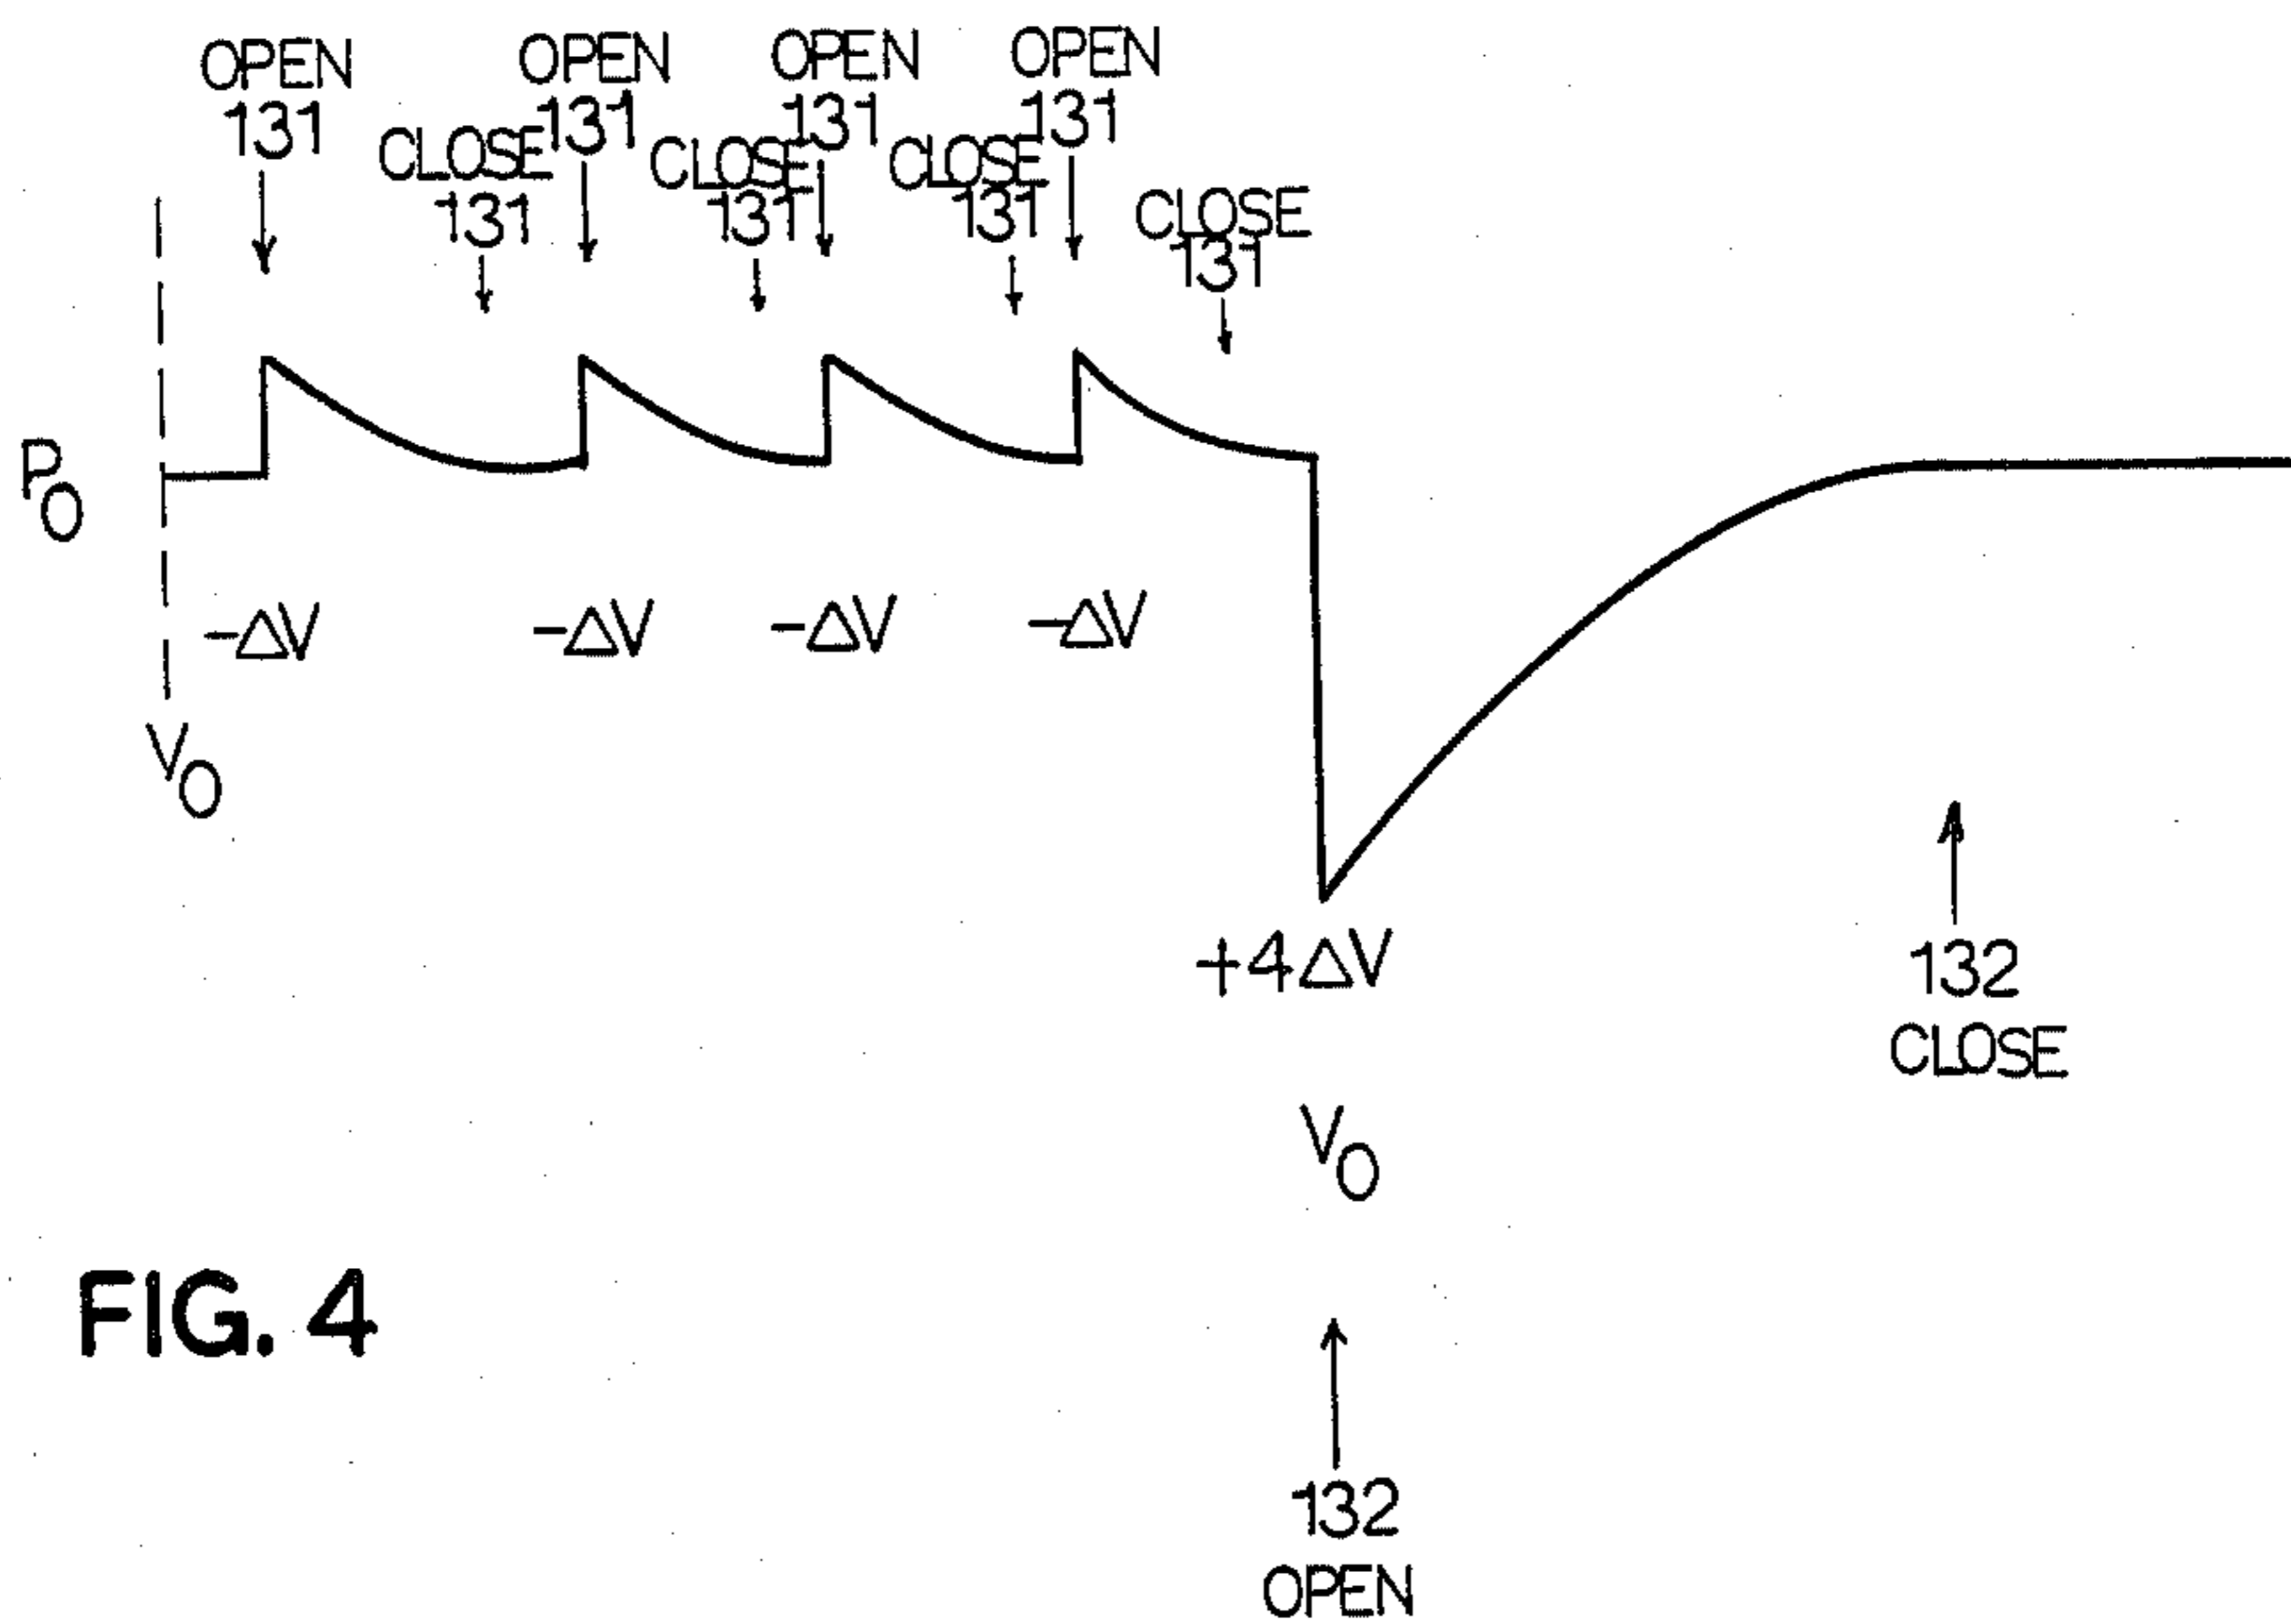 OPEN
131
CLOSE
131
OPEN
131
CLOSE
131
OPEN
131
CLOSE
131
OPEN
131
CLOSE
131
P₀
-ΔV
-ΔV
-ΔV
-ΔV
V₀
+4ΔV
132
CLOSE
V₀
FIG. 4
132
OPEN